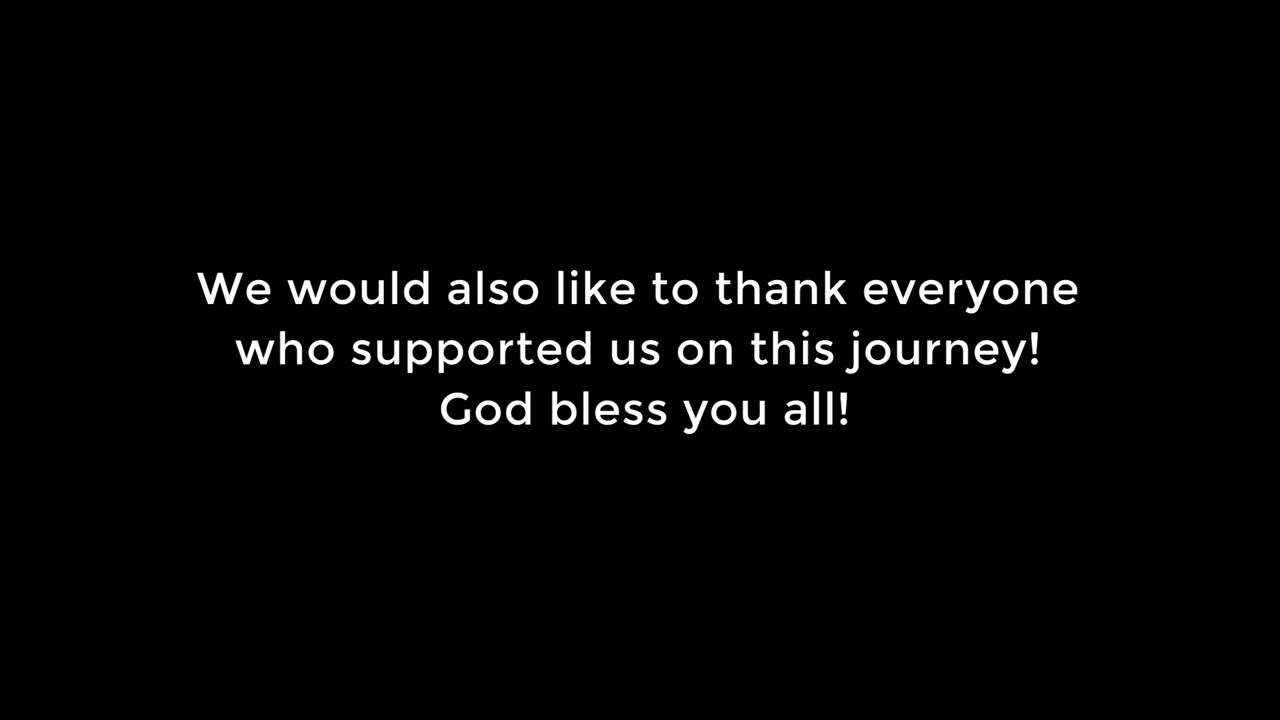 We would also like to thank everyone
who supported us on this journey!
God bless you all!